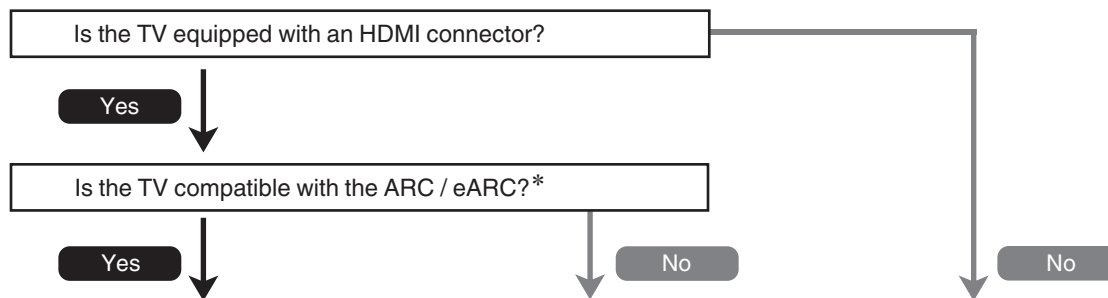 Is the TV equipped with an HDMI connector?
Yes
Is the TV compatible with the ARC / eARC?*
Yes
No
No